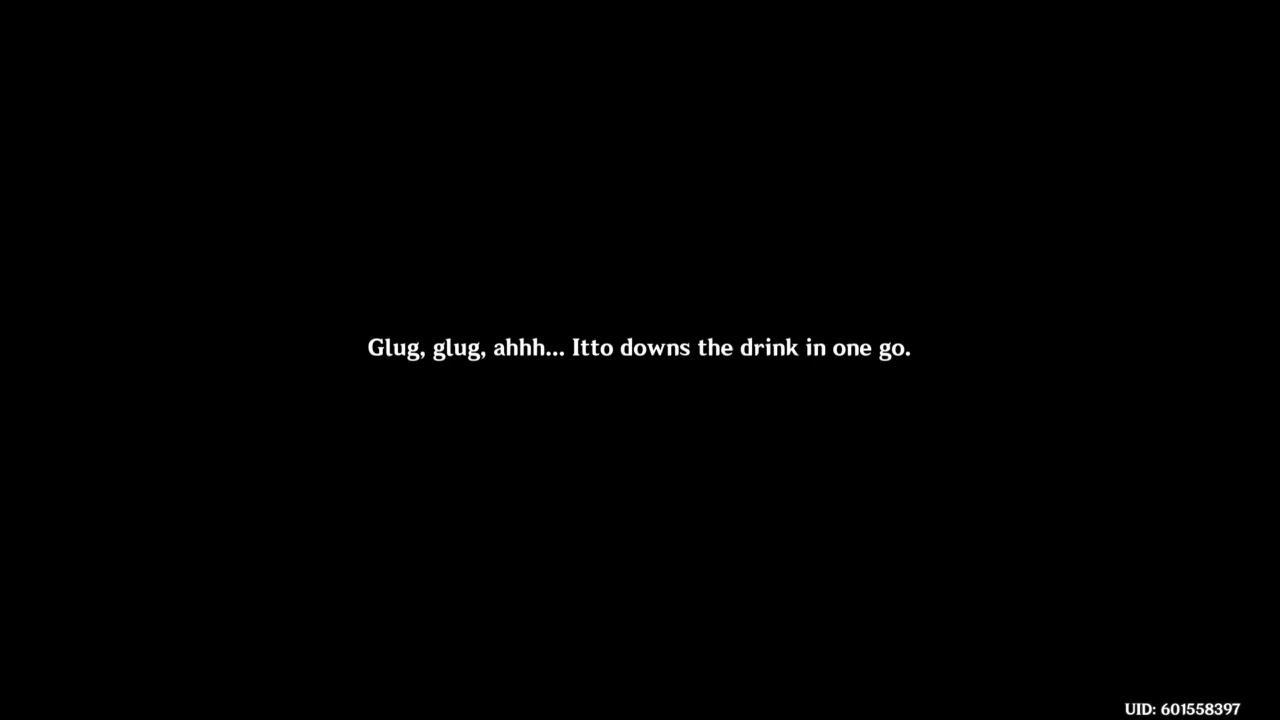 Glug, glug, ahhh... Itto downs the drink in one go.
UID: 601558397